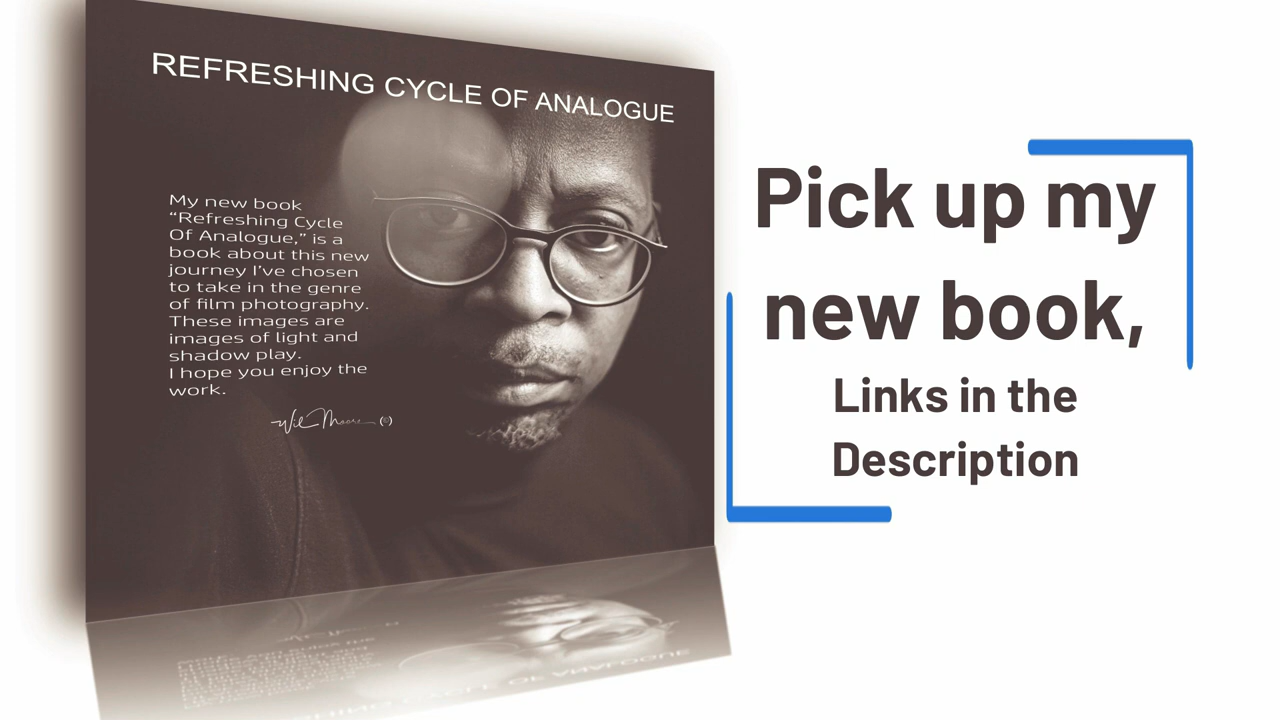 REFRESHING CYCLE OF ANALOGUE
My new book
“Refreshing Cycle
Of Analogue,” is a
book about this new
journey I’ve chosen
to take in the genre
of film photography.
These images are
images of light and
shadow play.
I hope you enjoy the
work.
Wil Moore (c)
Pick up my
new book,
Links in the
Description